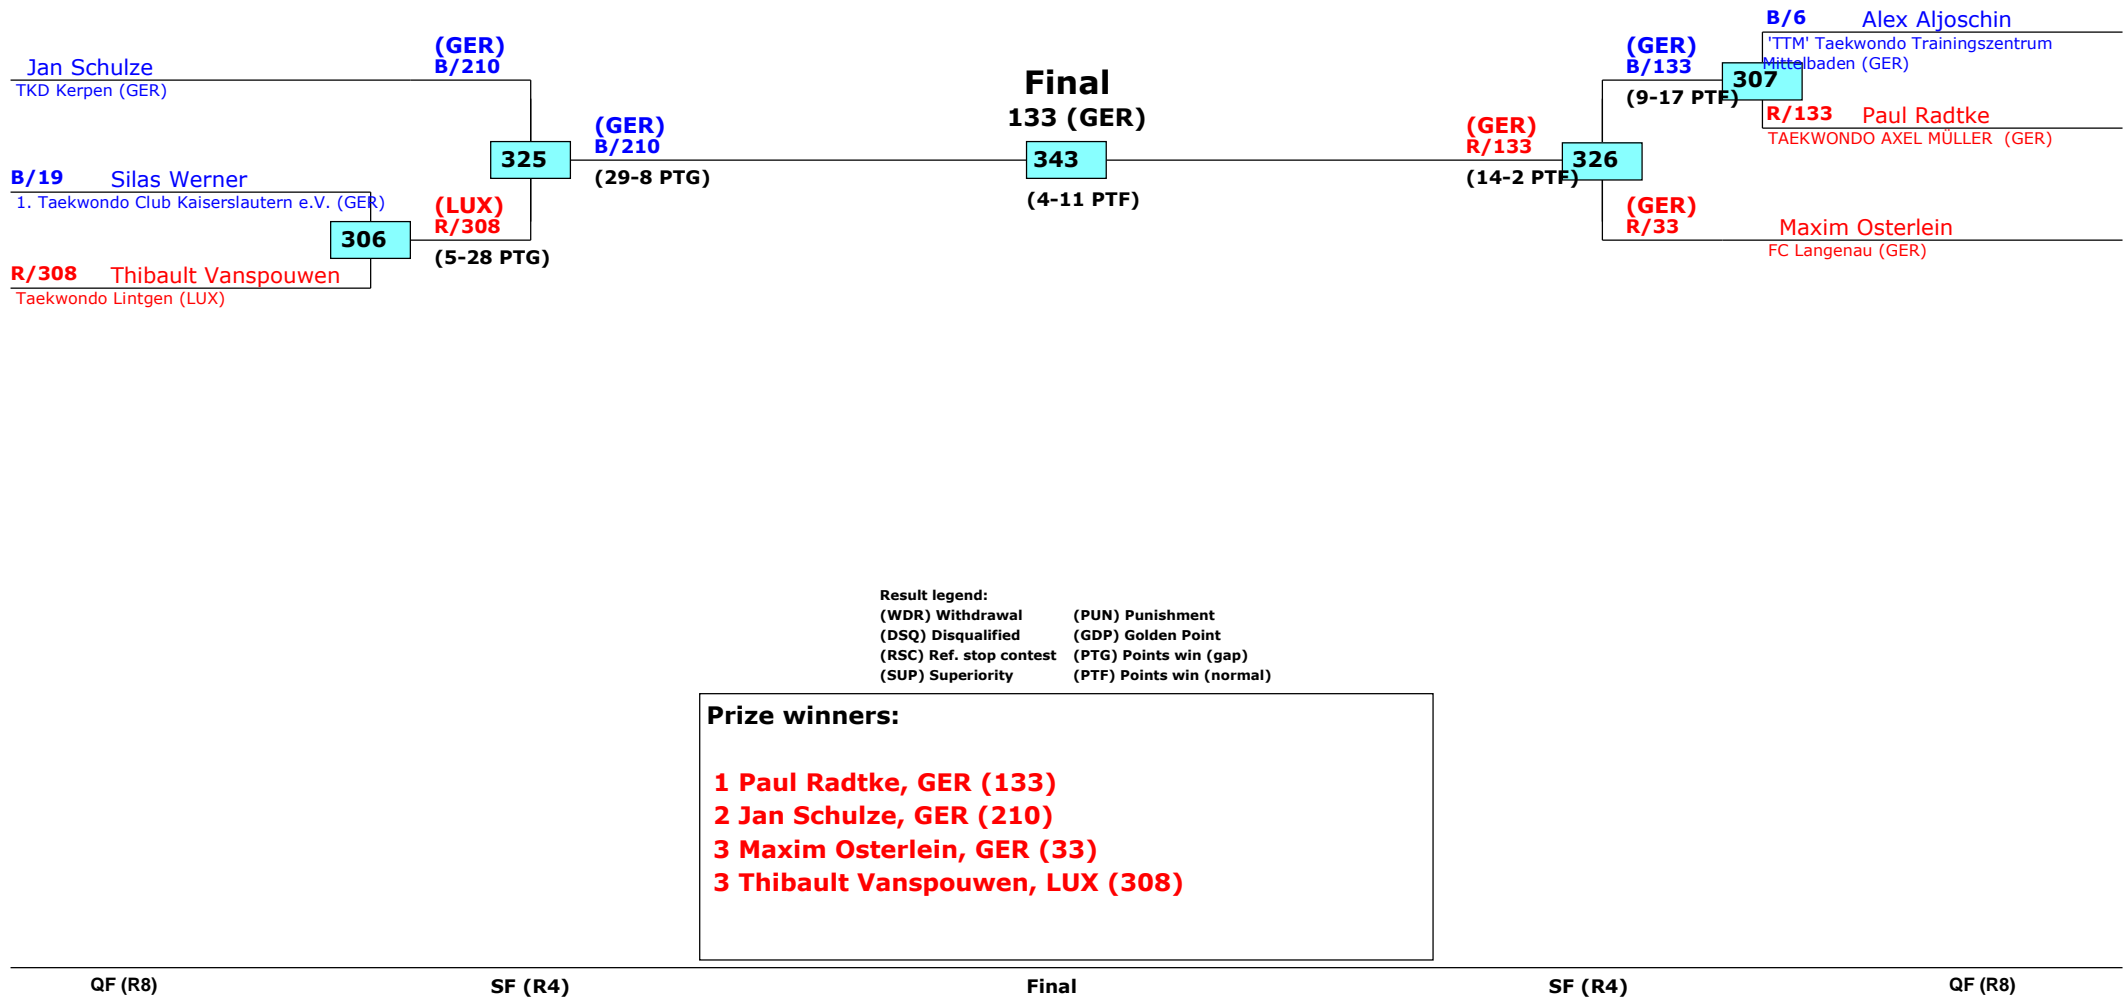 Jan Schulze
TKD Kerpen (GER)
(GER)
B/210
B/19 Silas Werner
1. Taekwondo Club Kaiserslautern e.V. (GER)
306
R/308 Thibault Vanspouwen
Taekwondo Lintgen (LUX)
(LUX)
R/308
(5-28 PTG)
325
(GER)
B/210
(29-8 PTG)
Final
133 (GER)
343
(4-11 PTF)
(GER)
R/133
(14-2 PTF)
326
(GER)
B/133
(9-17 PTF)
307
B/6 Alex Aljoschin
'TTM' Taekwondo Trainingszentrum
Mittelbaden (GER)
R/133 Paul Radtke
TAEKWONDO AXEL MÜLLER (GER)
(GER)
R/33
Maxim Osterlein
FC Langenau (GER)
Result legend:
(WDR) Withdrawal (PUN) Punishment
(DSQ) Disqualified (GDP) Golden Point
(RSC) Ref. stop contest (PTG) Points win (gap)
(SUP) Superiority (PTF) Points win (normal)
Prize winners:
1 Paul Radtke, GER (133)
2 Jan Schulze, GER (210)
3 Maxim Osterlein, GER (33)
3 Thibault Vanspouwen, LUX (308)
QF (R8) SF (R4) Final SF (R4) QF (R8)